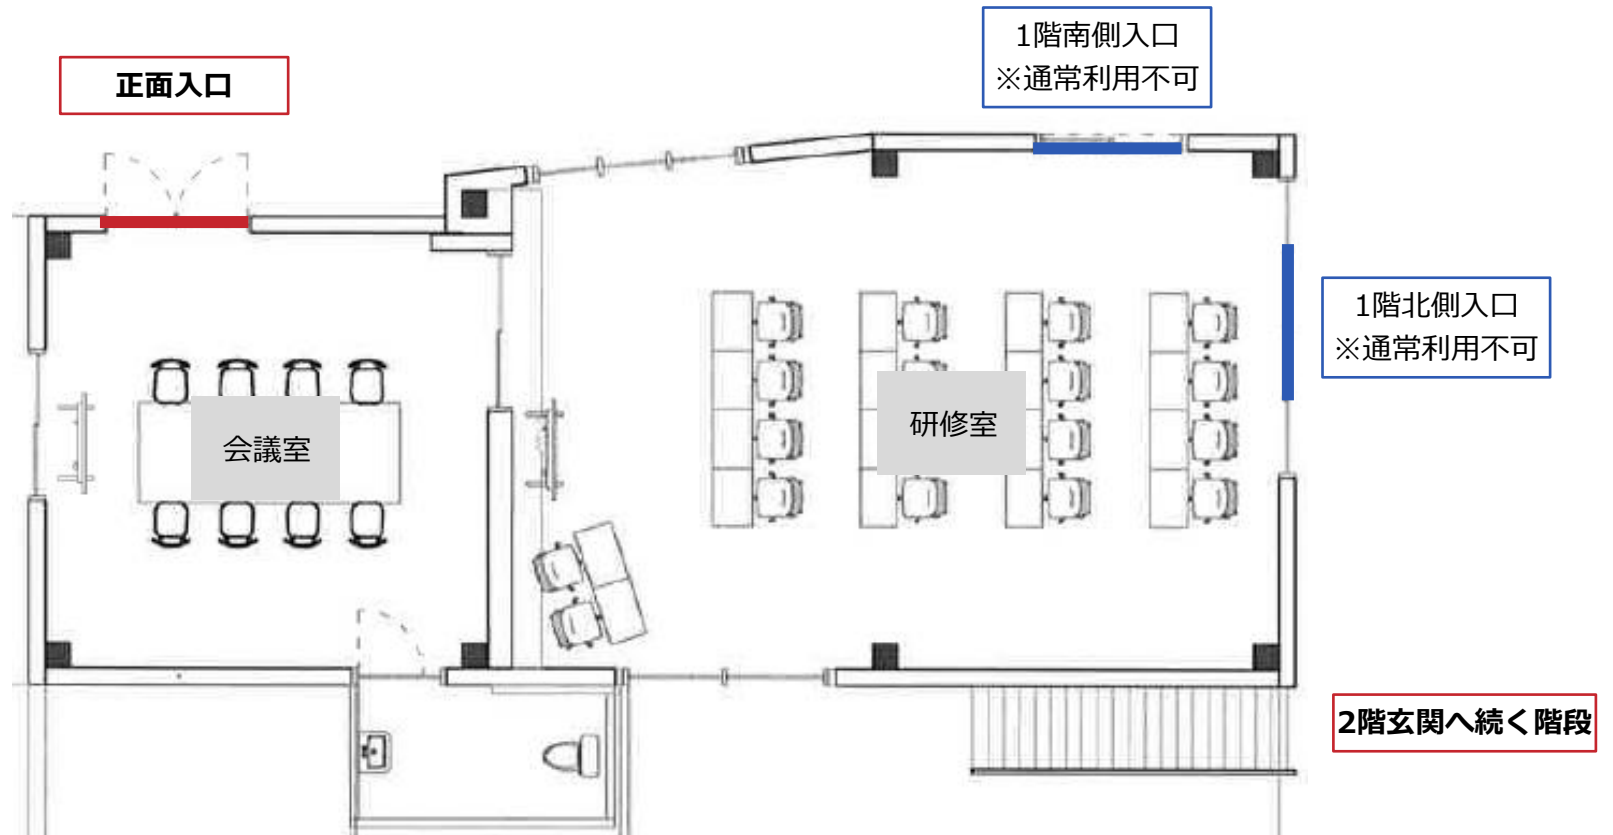 1階南側入口
※通常利用不可
正面入口
1階北側入口
※通常利用不可
会議室
研修室
2階玄関へ続く階段